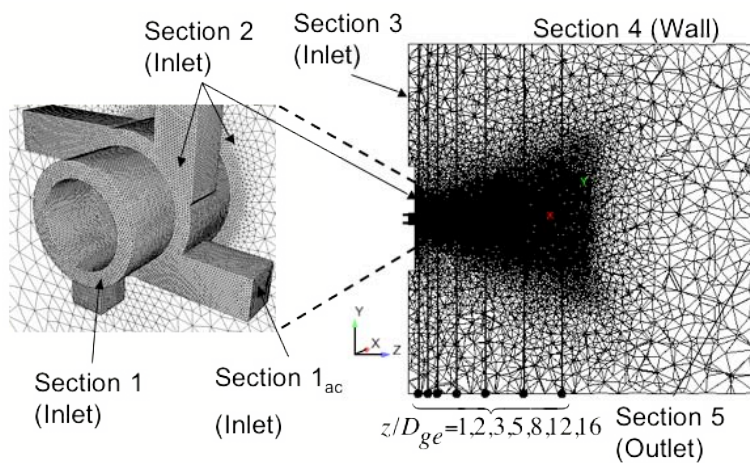 Section 2
(Inlet)
Section 3
(Inlet)
Section 4 (Wall)
Y
X
Y
X
Z
Section 1
(Inlet)
Section 1ac
(Inlet)
z/Dge=1,2,3,5,8,12,16
Section 5
(Outlet)